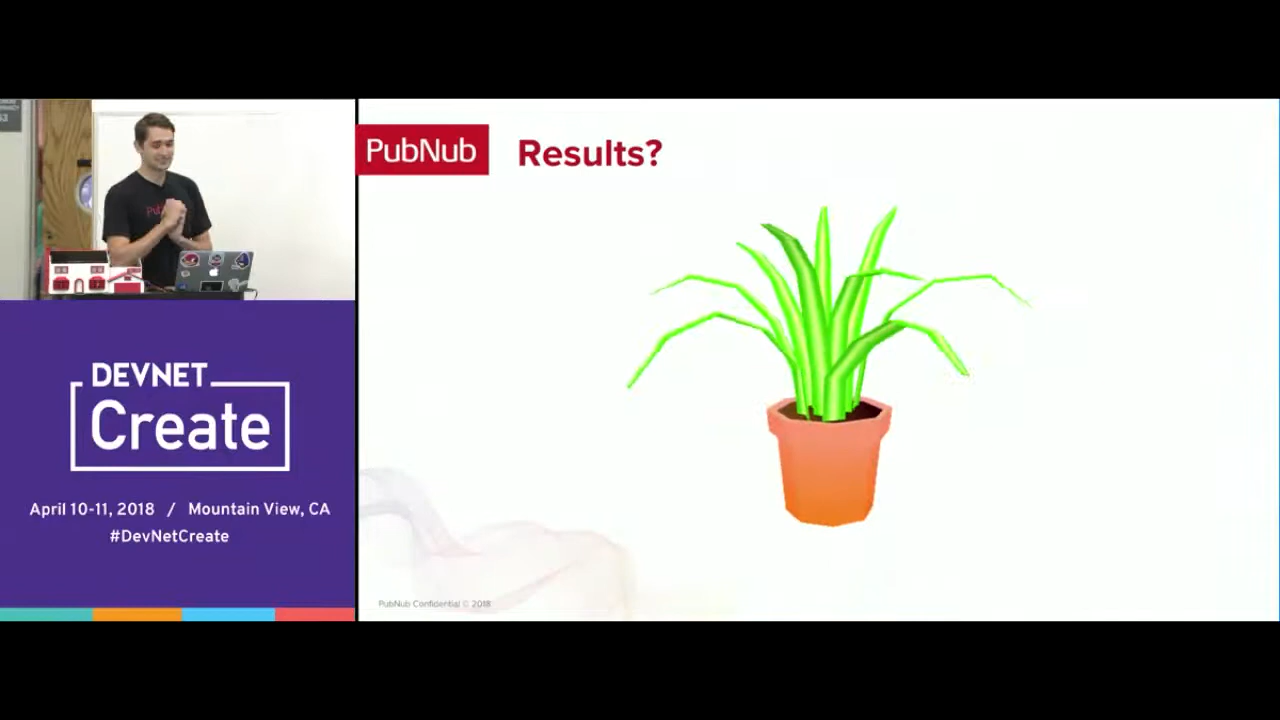 PubNub
Results?
DEVNET
Create
April 10-11, 2018 / Mountain View, CA
#DevNetCreate
PubNub Confidential © 2018